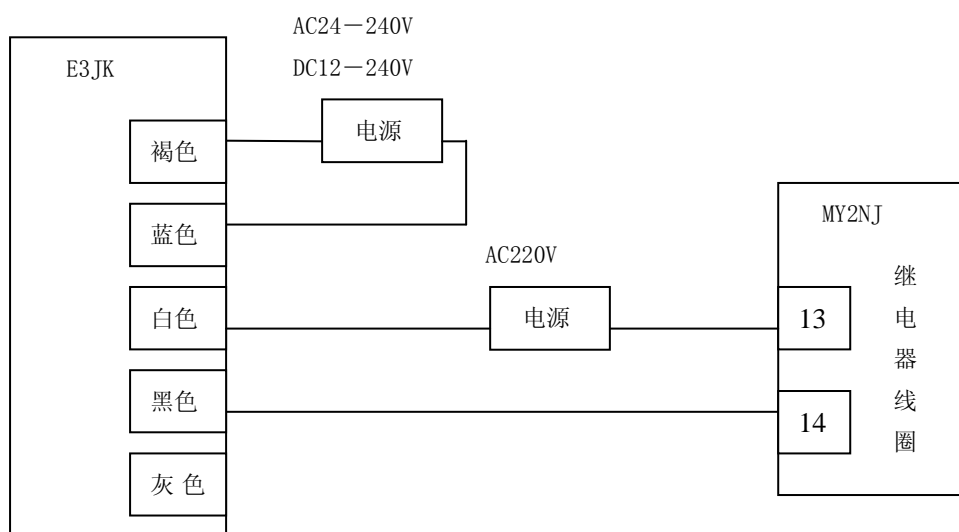 AC24－240V
DC12－240V
E3JK
电源
褐色
蓝色
AC220V
白色
电源
黑色
灰 色
MY2NJ
13
14
继
电
器
线
圈